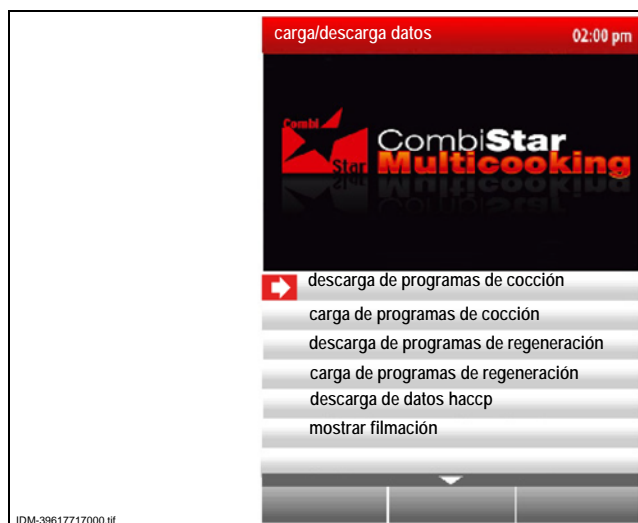 carga/descarga datos 02:00 pm
Combi
Star
CombiStar
Multicooking
descarga de programas de cocción
carga de programas de cocción
descarga de programas de regeneración
carga de programas de regeneración
descarga de datos haccp
mostrar filmación
IDM-39617717000.tif